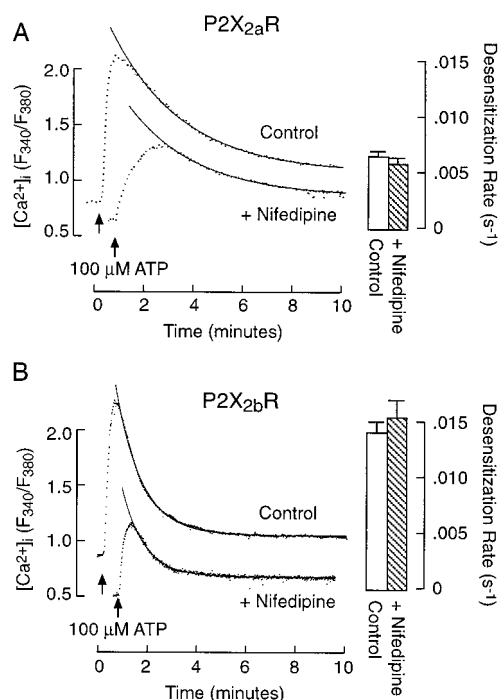 A
P2X2aR
[Ca2+]i (F340/F380)
2.0
1.5
1.0
0.5
Control
+ Nifedipine
100 µM ATP
0 2 4 6 8 10
Time (minutes)
.015
.010
.005
0
Desensitization Rate (s-1)
Control
+ Nifedipine
B
P2X2bR
[Ca2+]i (F340/F380)
2.0
1.5
1.0
0.5
Control
+ Nifedipine
100 µM ATP
0 2 4 6 8 10
Time (minutes)
.015
.010
.005
0
Desensitization Rate (s-1)
Control
+ Nifedipine